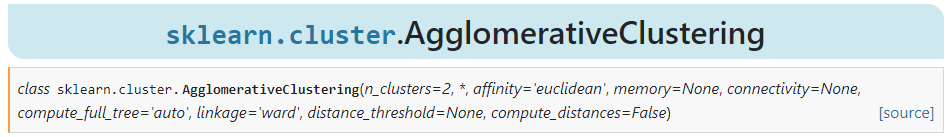 sklearn.cluster.AgglomerativeClustering
class sklearn.cluster.AgglomerativeClustering(n_clusters=2, *, affinity='euclidean', memory=None, connectivity=None,
compute_full_tree='auto', linkage='ward', distance_threshold=None, compute_distances=False) [source]